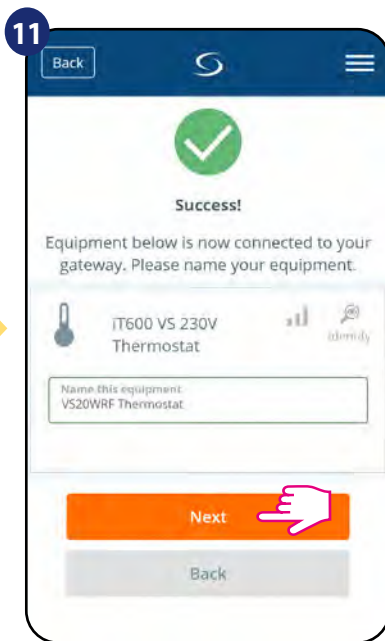 11
Back
Success!
Equipment below is now connected to your
gateway. Please name your equipment.
iT600 VS 230V
Thermostat
Identify
Name this equipment
VS20WRF Thermostat
Next
Back